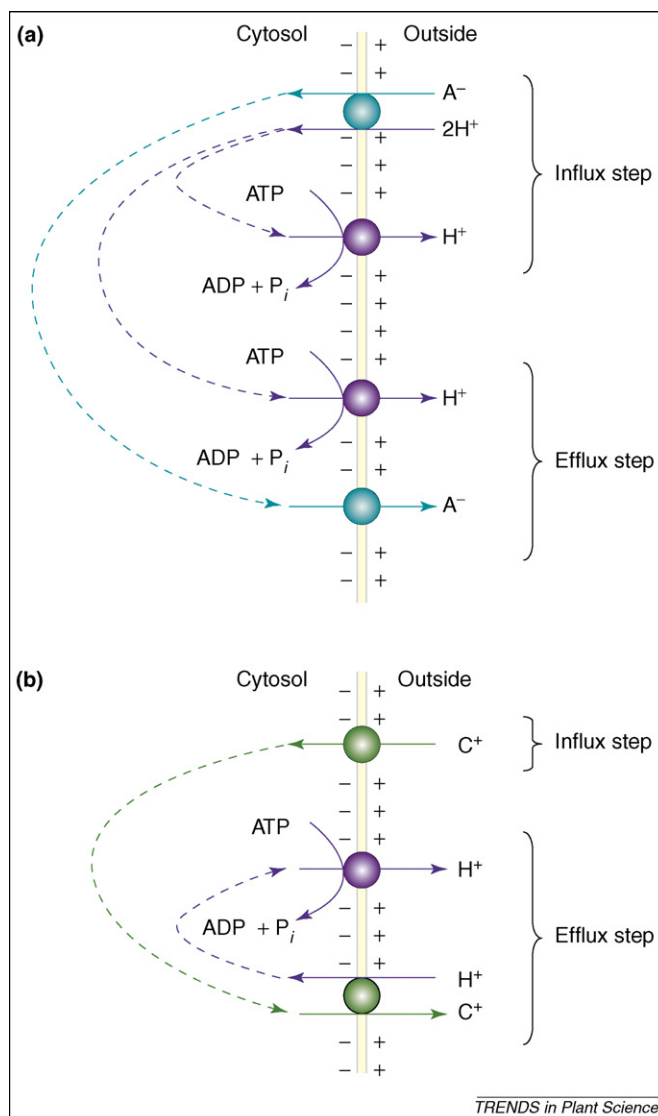 (a)
Cytosol Outside
A⁻
2H⁺
Influx step
ATP
H⁺
ADP + Pi
ATP
H⁺
Efflux step
ADP + Pi
A⁻
(b)
Cytosol Outside
C⁺
Influx step
ATP
H⁺
ADP + Pi
Efflux step
H⁺
C⁺
TRENDS in Plant Science